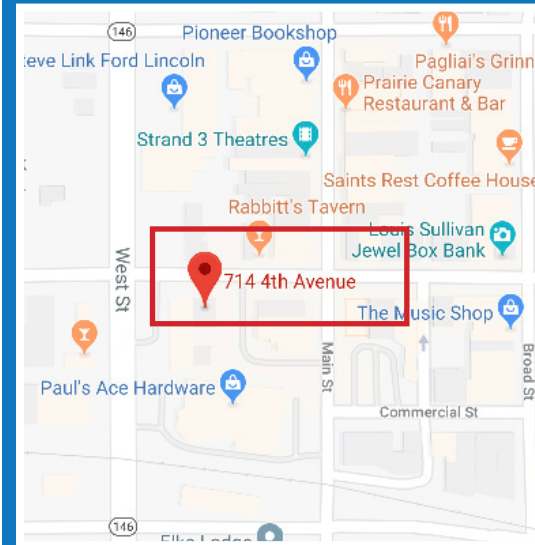 146
Pioneer Bookshop
eve Link Ford Lincoln
Pagliai's Grinn
Prairie Canary
Restaurant & Bar
Strand 3 Theatres
Saints Rest Coffee House
Rabbitt's Tavern
Louis Sullivan
Jewel Box Bank
West St
714 4th Avenue
The Music Shop
Main St
Broad St
Paul's Ace Hardware
Commercial St
146
Elks Lodge